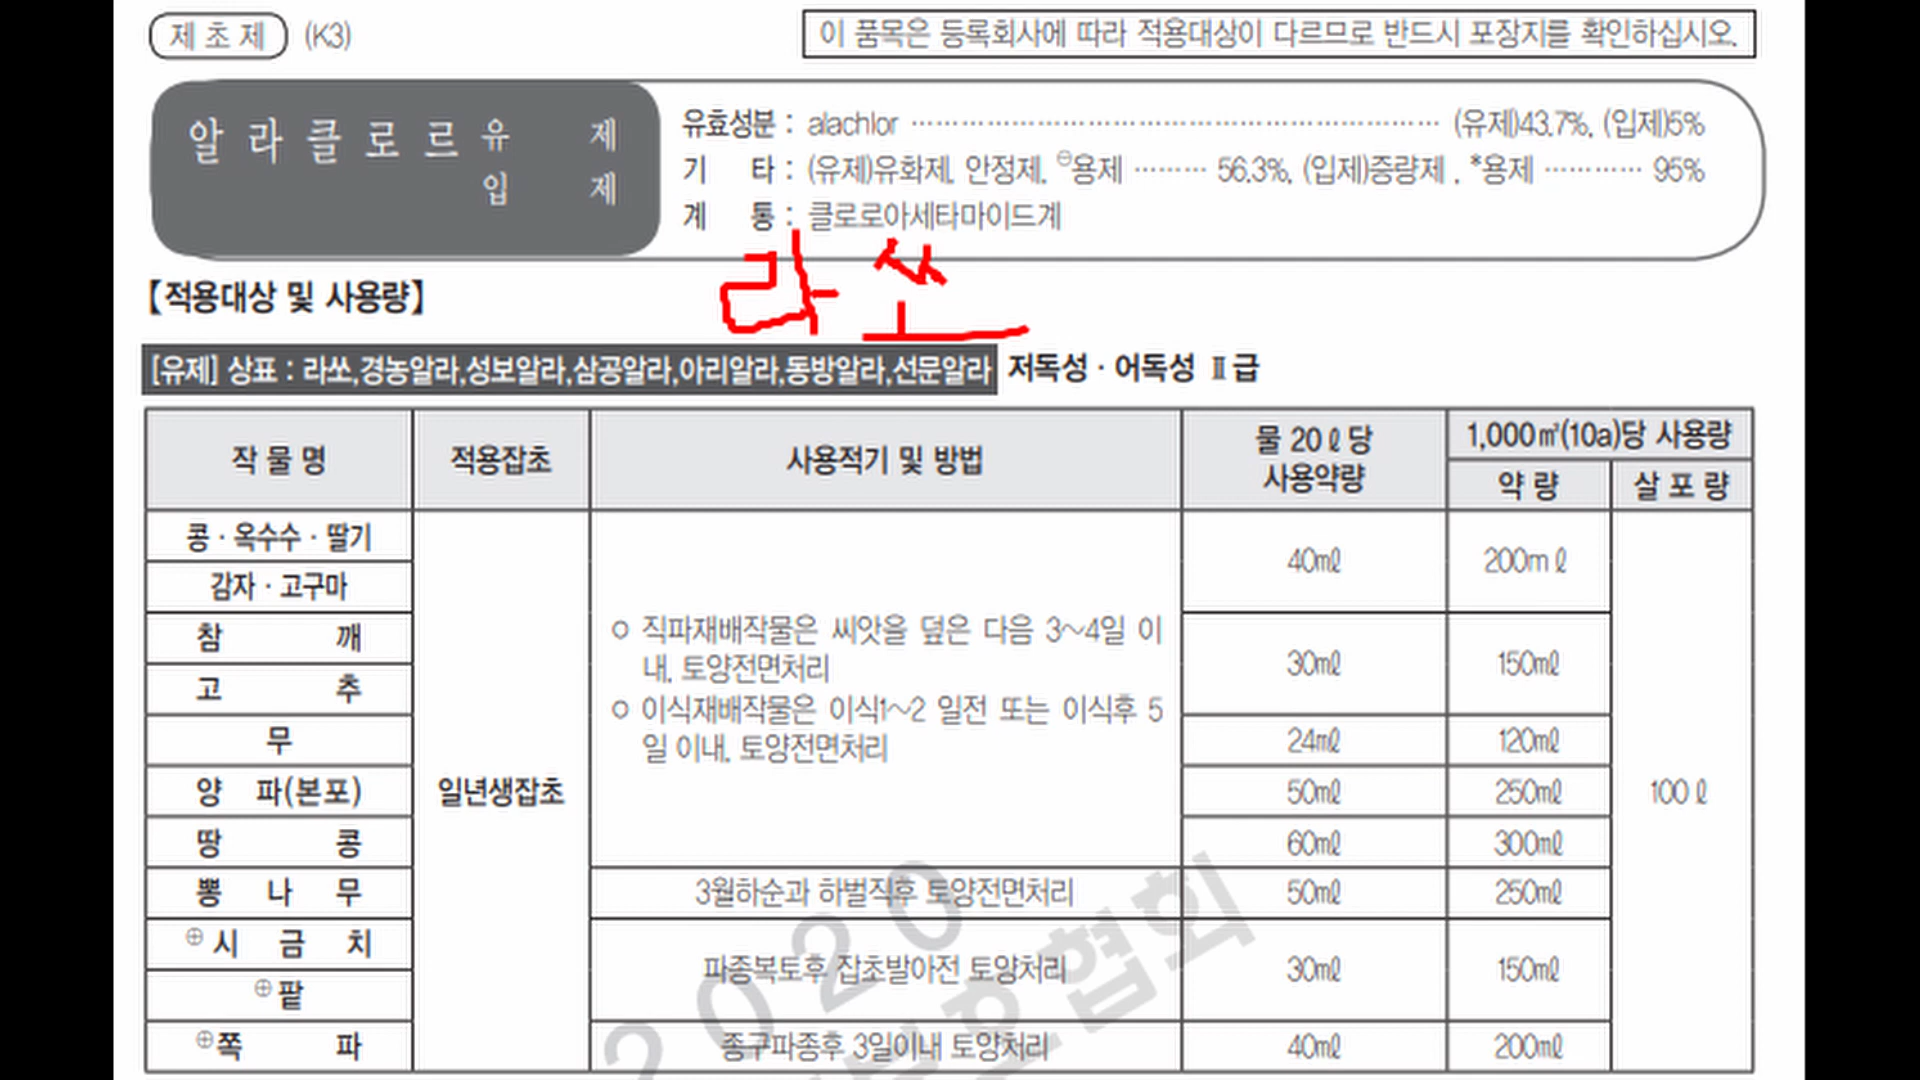 제 초 제 (K3)
이 품목은 등록회사에 따라 적용대상이 다르므로 반드시 포장지를 확인하십시오.
알 라 클 로 르 유 제
입 제
유효성분 : alachlor ······················································ (유제)43.7%, (입제)5%
기 타 : (유제)유화제, 안정제, ⊖용제 ········· 56.3%, (입제)증량제 , *용제 ············ 95%
계 통 : 클로로아세타마이드계
라쏘
【적용대상 및 사용량】
[유제] 상표 : 라쏘,경농알라,성보알라,삼공알라,아리알라,동방알라,선문알라 저독성 · 어독성 Ⅱ급
작 물 명 적용잡초 사용적기 및 방법 물 20ℓ당 사용약량 1,000㎡(10a)당 사용량
약 량 살 포 량
콩 · 옥수수 · 딸기
감자 · 고구마
40㎖ 200m ℓ
참 깨
고 추
30㎖ 150㎖
무 24㎖ 120㎖
양 파(본포) 50㎖ 250㎖
땅 콩 60㎖ 300㎖
일년생잡초
○ 직파재배작물은 씨앗을 덮은 다음 3~4일 이
내, 토양전면처리
○ 이식재배작물은 이식1~2 일전 또는 이식후 5
일 이내, 토양전면처리
100ℓ
뽕 나 무 3월하순과 하벌직후 토양전면처리 50㎖ 250㎖
⊕시 금 치
⊕팥
파종복토후 잡초발아전 토양처리 30㎖ 150㎖
⊕쪽 파 종구파종후 3일이내 토양처리 40㎖ 200㎖
2020
호협회